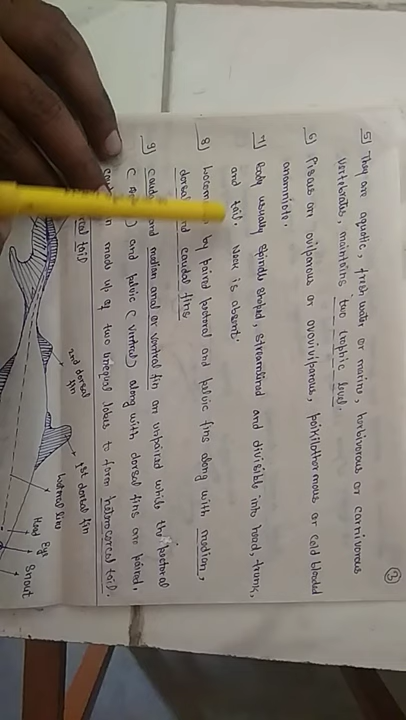 ③
5] They are aquatic, fresh water or marine, herbivorous or carnivorous
vertebrates, maintains two trophic level.
6] Pisces are oviparous or ovoviviparous, poikilothermous or cold blooded
anamniote.
7] Body usually spindle shaped, streamlined and divisible into head, trunk,
and tail. Neck is absent.
8] by paired pectoral and pelvic fins along with median,
caudal fins
9] and median anal or ventral fin are unpaired while the pectoral
and pelvic (ventral) along with dorsal fins are paired,
made up of two unequal lobes to form heterocercal tail.
tail
2nd dorsal
fin
1st dorsal fin
lateral line
Head
Eye
Snout